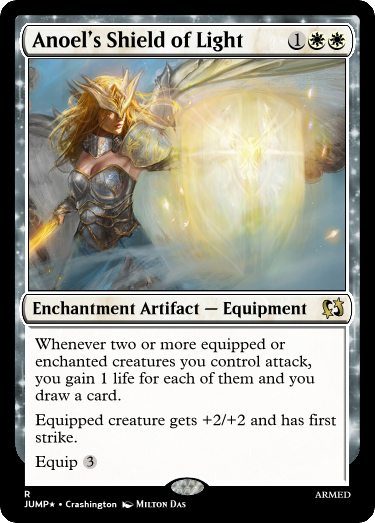 Anoel's Shield of Light 1
Enchantment Artifact — Equipment
Whenever two or more equipped or
enchanted creatures you control attack,
you gain 1 life for each of them and you
draw a card.
Equipped creature gets +2/+2 and has first
strike.
Equip 3
R
JUMP★ • Crashington Milton Das
ARMED